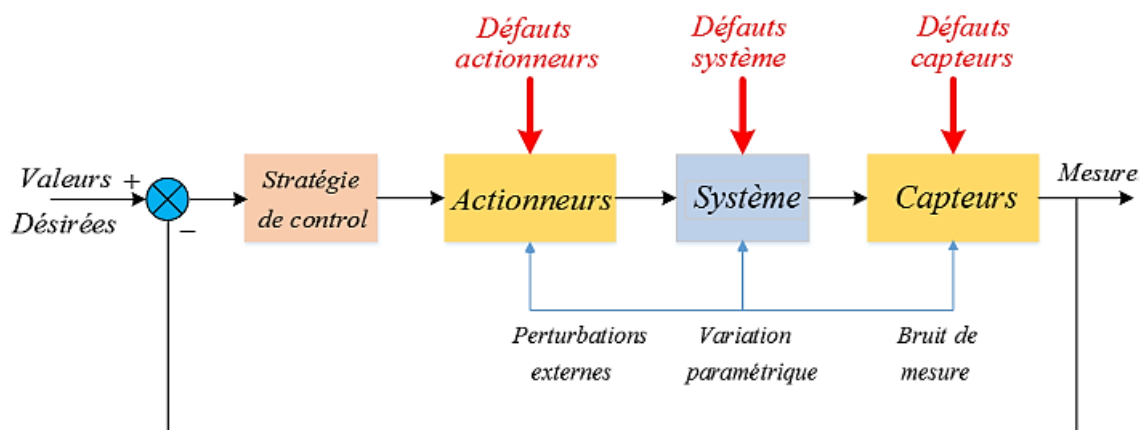 Défauts
actionneurs
Défauts
système
Défauts
capteurs
Valeurs +
Désirées
−
Stratégie
de control
Actionneurs
Système
Capteurs
Mesure
Perturbations
externes
Variation
paramétrique
Bruit de
mesure